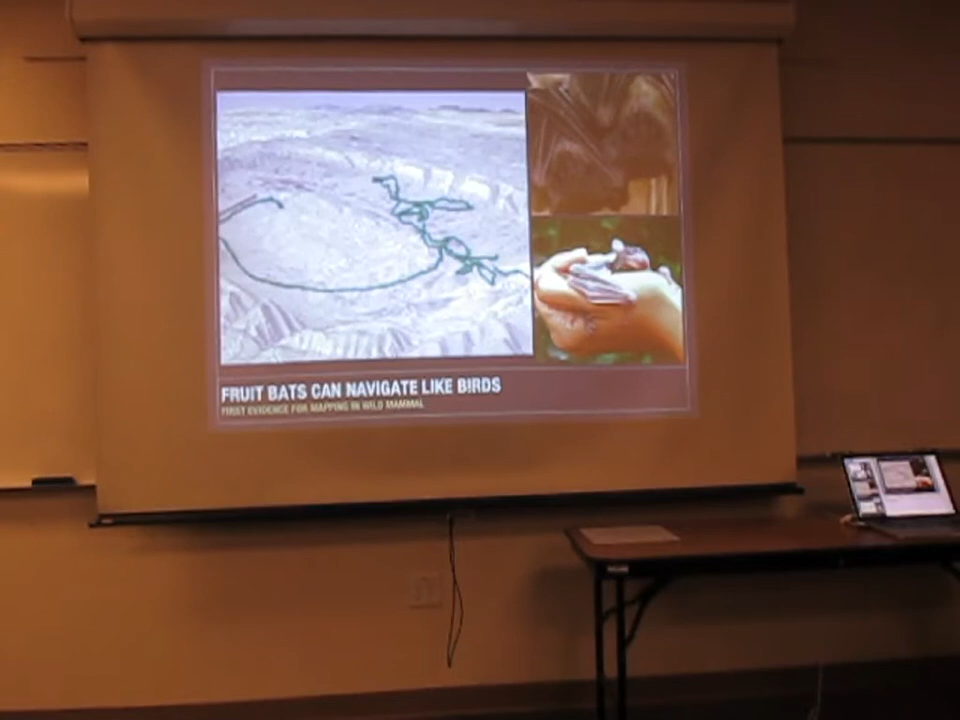 FRUIT BATS CAN NAVIGATE LIKE BIRDS
FIRST EVIDENCE FOR MAPPING IN WILD MAMMAL